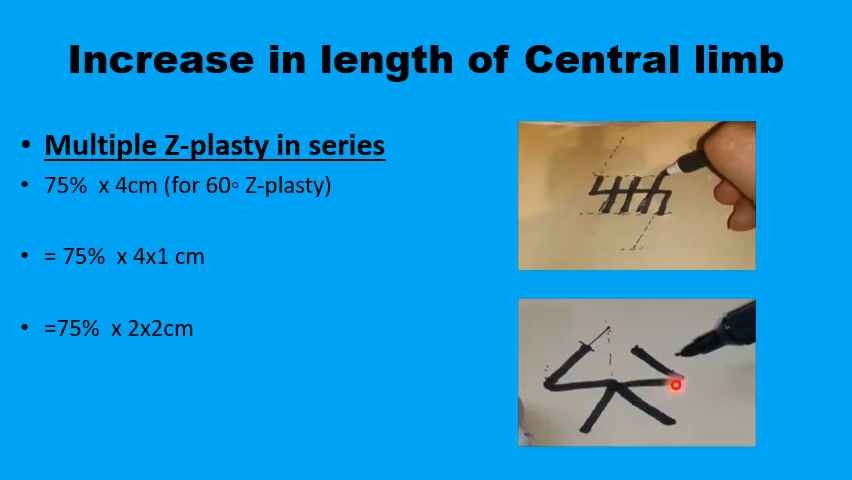 Increase in length of Central limb
• Multiple Z-plasty in series
• 75% x 4cm (for 60◦ Z-plasty)
• = 75% x 4x1 cm
• =75% x 2x2cm